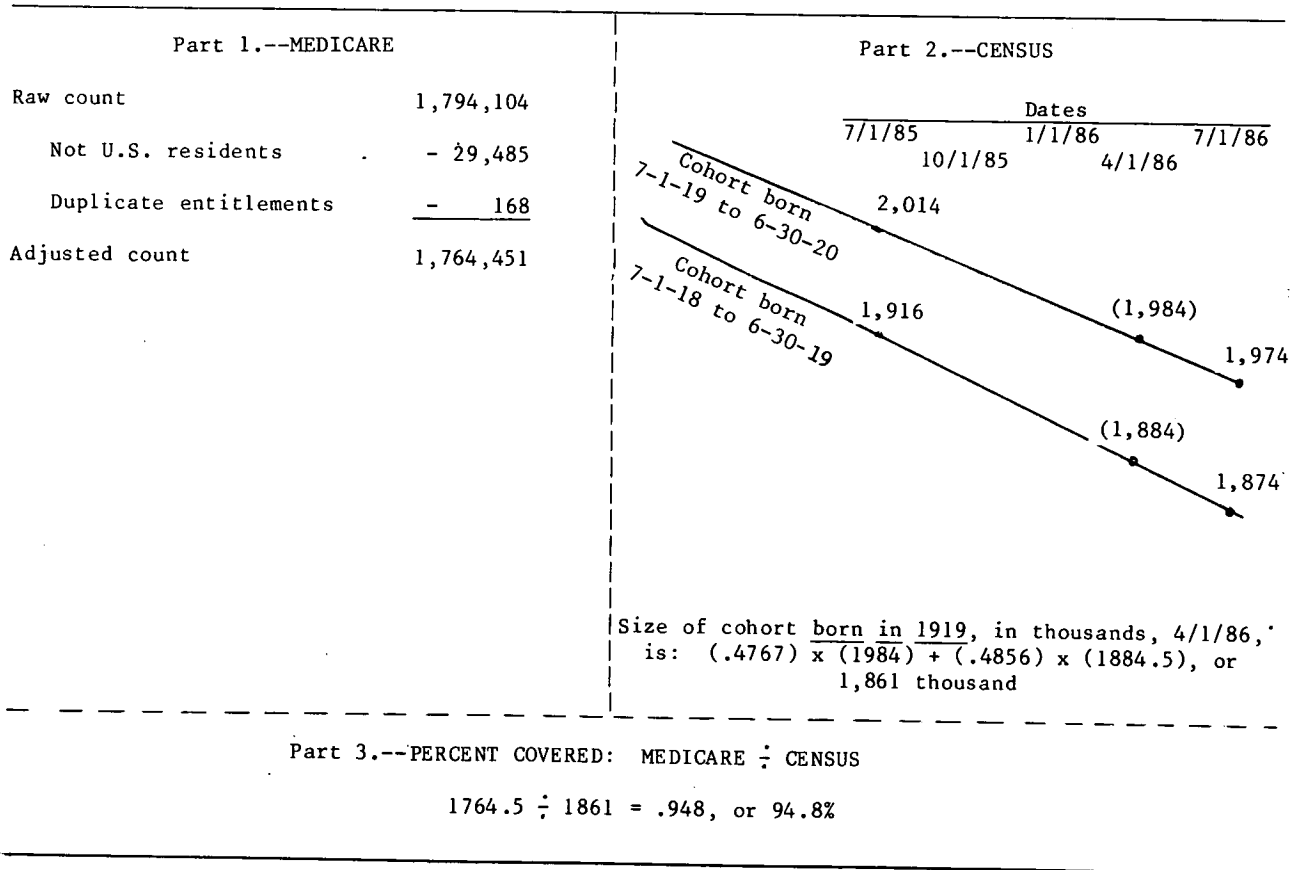 Part 1.--MEDICARE
Raw count 1,794,104
Not U.S. residents - 29,485
Duplicate entitlements - 168
Adjusted count 1,764,451
Part 2.--CENSUS
Dates
7/1/85 1/1/86 7/1/86
10/1/85 4/1/86
Cohort born
7-1-19 to 6-30-20
2,014
(1,984)
1,974
Cohort born
7-1-18 to 6-30-19
1,916
(1,884)
1,874
Size of cohort born in 1919, in thousands, 4/1/86,
is: (.4767) x (1984) + (.4856) x (1884.5), or
1,861 thousand
Part 3.--PERCENT COVERED: MEDICARE ÷ CENSUS
1764.5 ÷ 1861 = .948, or 94.8%